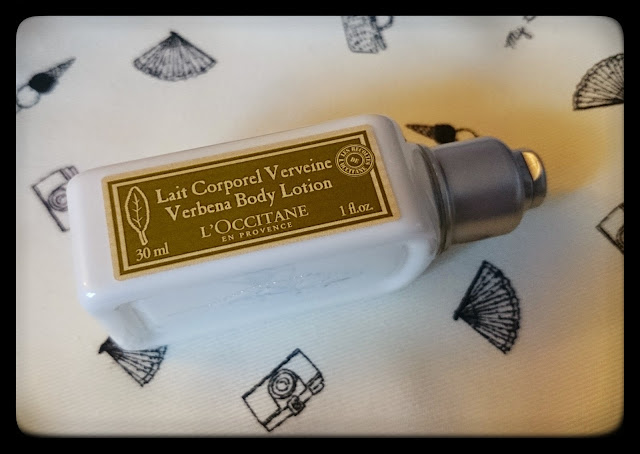 Lait Corporel Verveine
Verbena Body Lotion
L'OCCITANE
EN PROVENCE
30 ml
1 fl.oz.